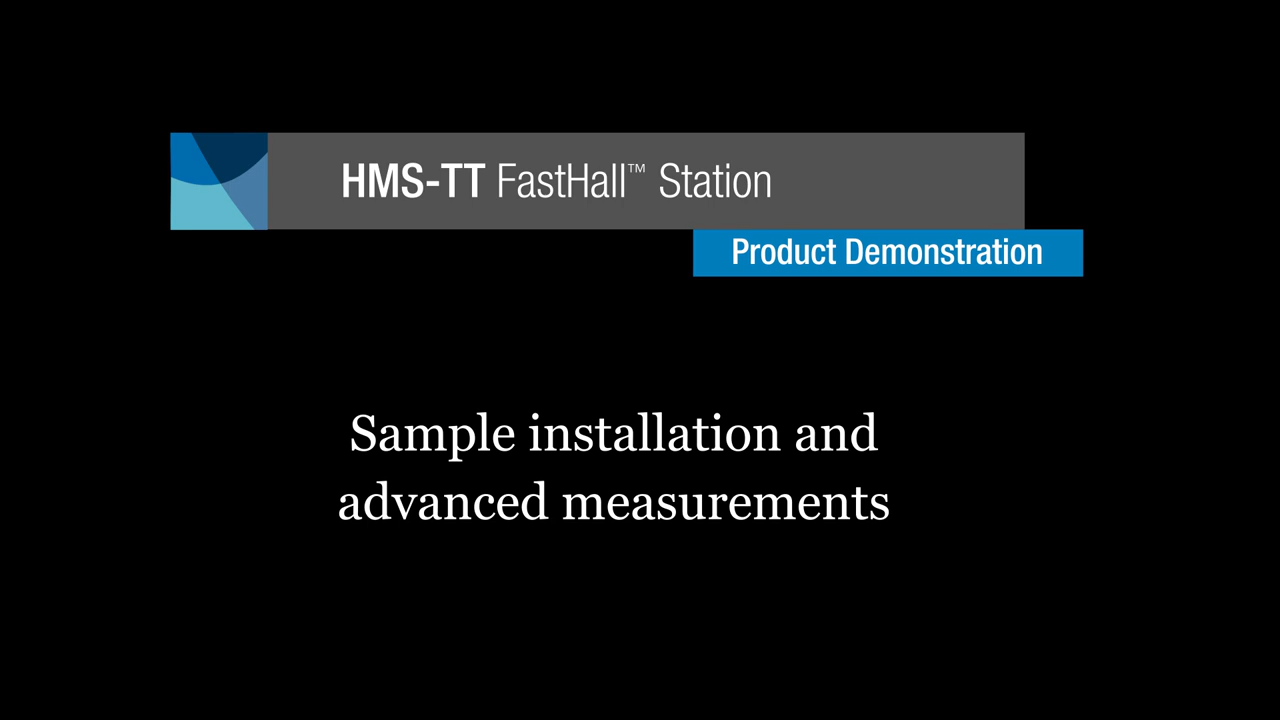 HMS-TT FastHall™ Station
Product Demonstration
Sample installation and
advanced measurements